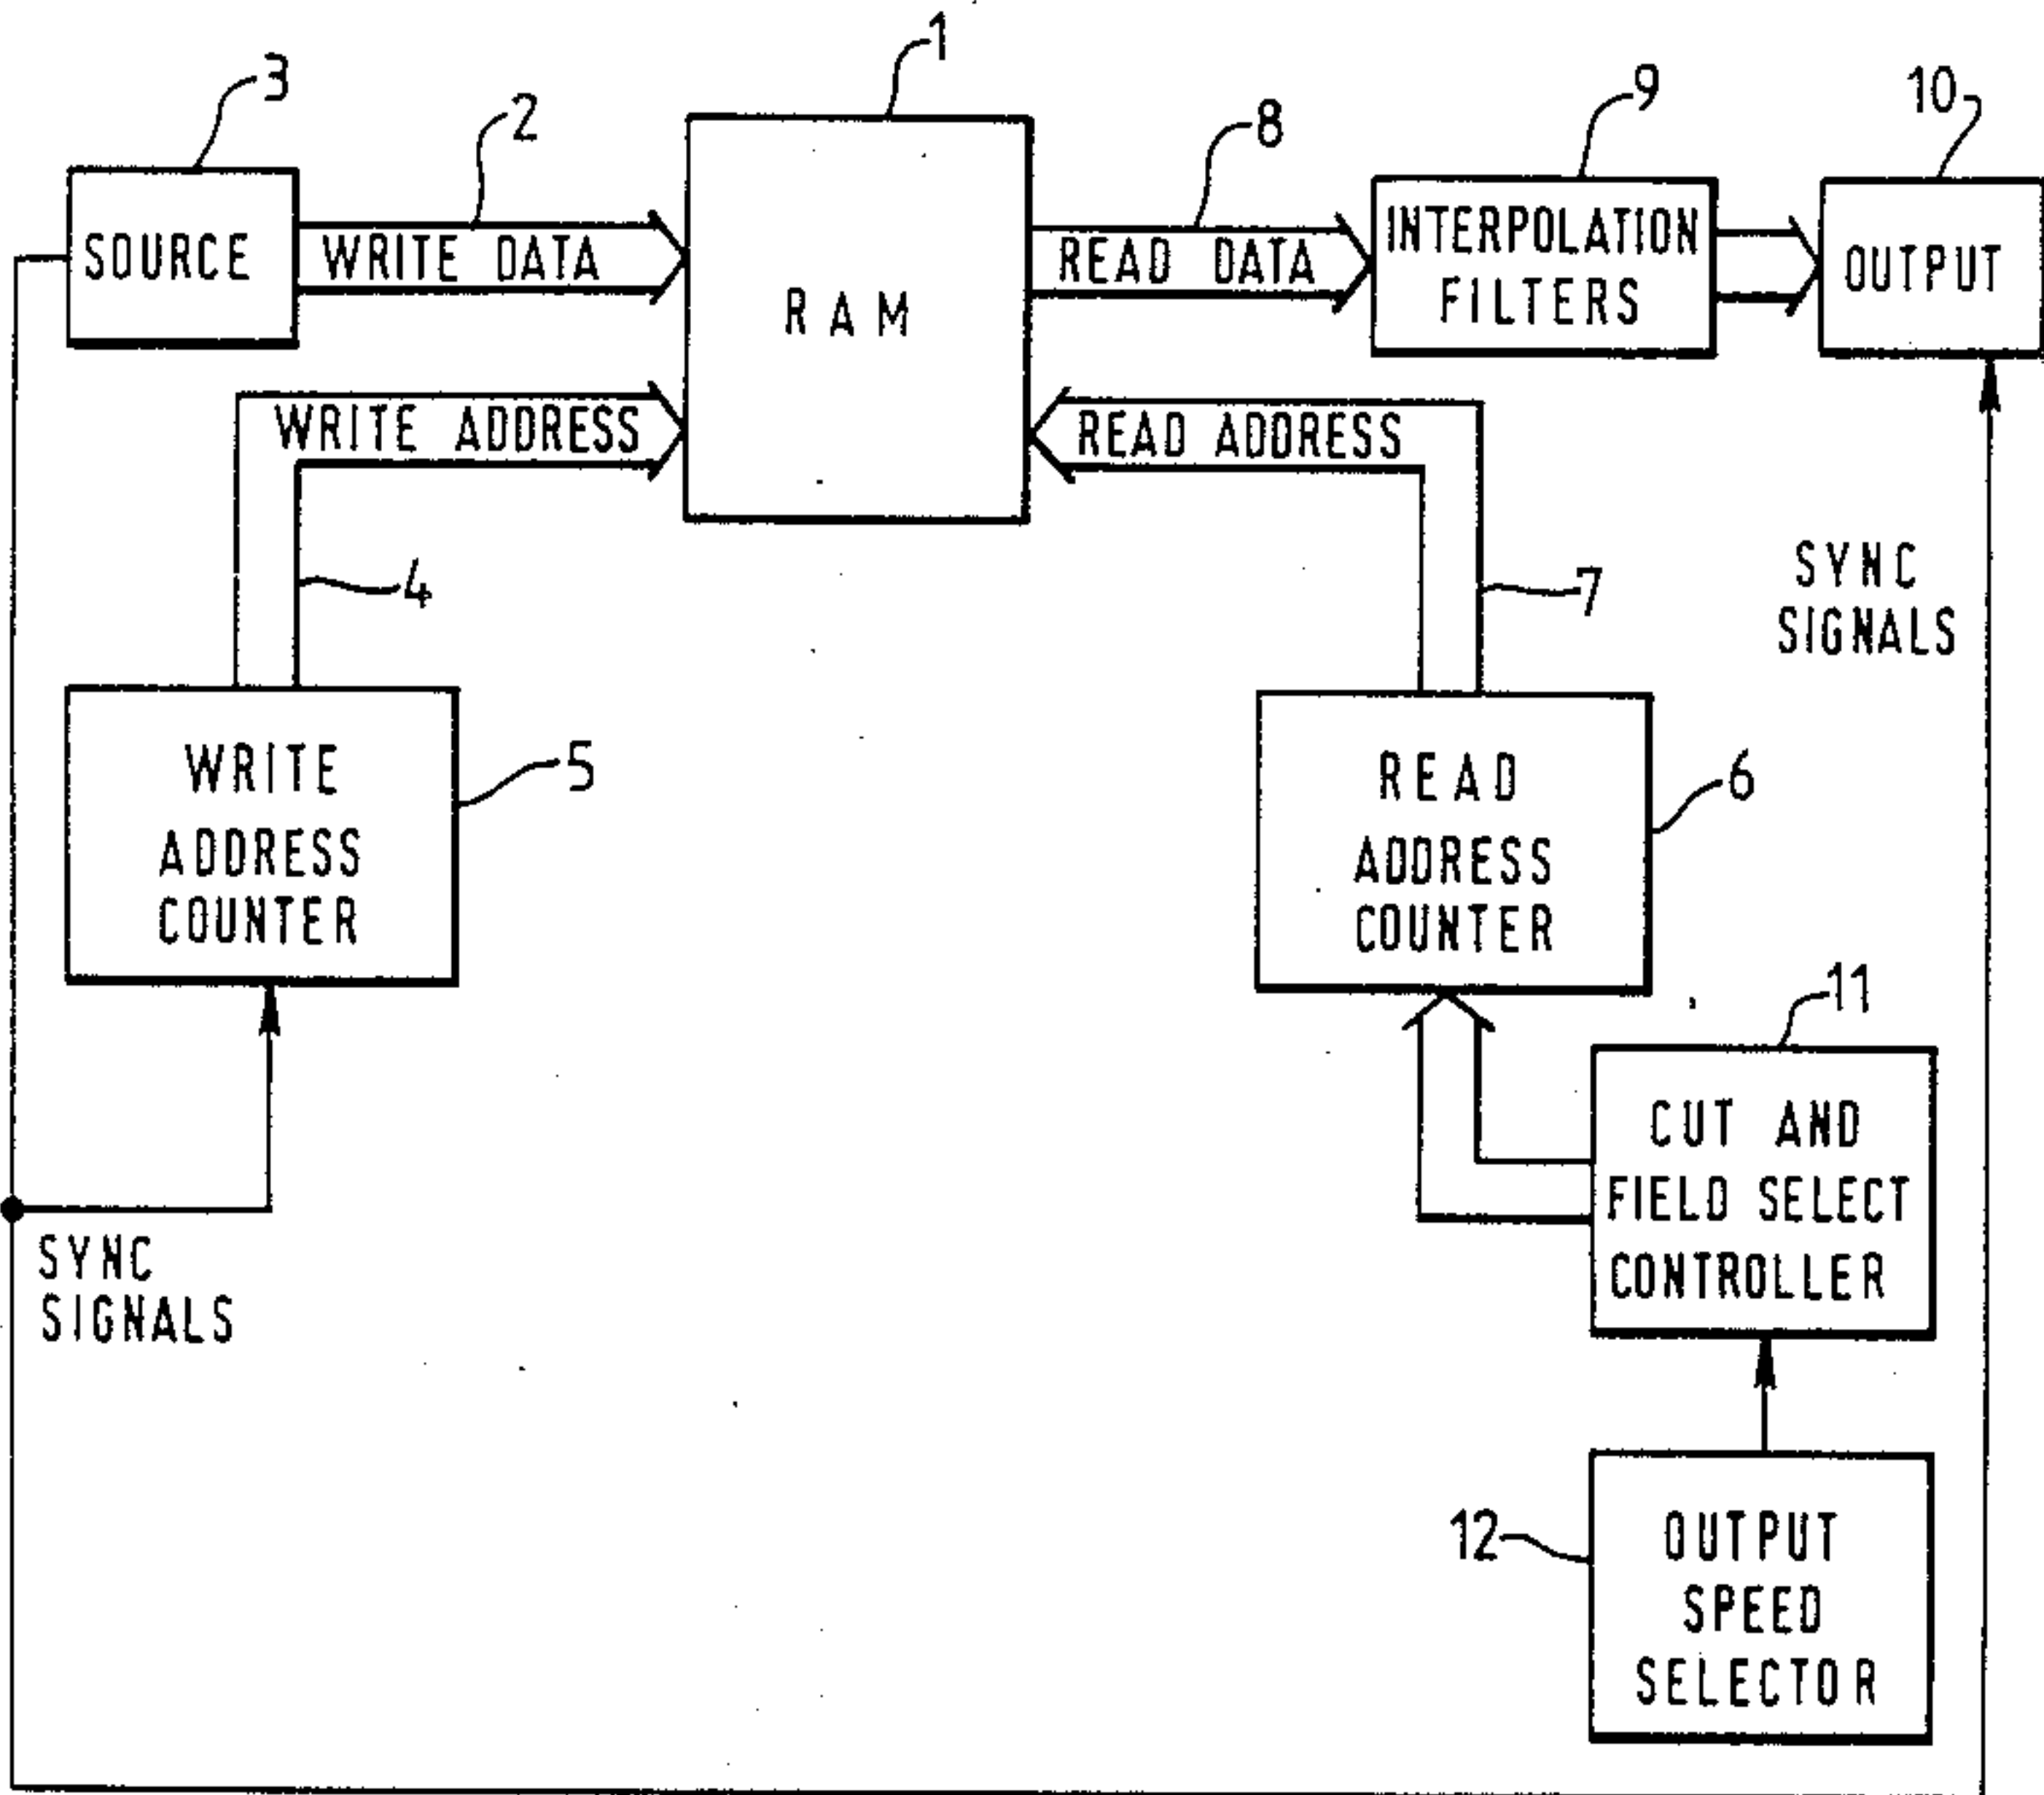 1
3
2
9
10
8
SOURCE
WRITE DATA
RAM
READ DATA
INTERPOLATION
FILTERS
OUTPUT
WRITE ADDRESS
READ ADDRESS
4
7
SYNC
SIGNALS
WRITE
ADDRESS
COUNTER
5
READ
ADDRESS
COUNTER
6
11
CUT AND
FIELD SELECT
CONTROLLER
SYNC
SIGNALS
12
OUTPUT
SPEED
SELECTOR